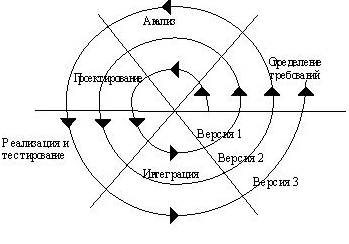 Анализ
Определение
требований
Проектирование
Версия 1
Реализация и
тестирование
Версия 2
Интеграция
Версия 3